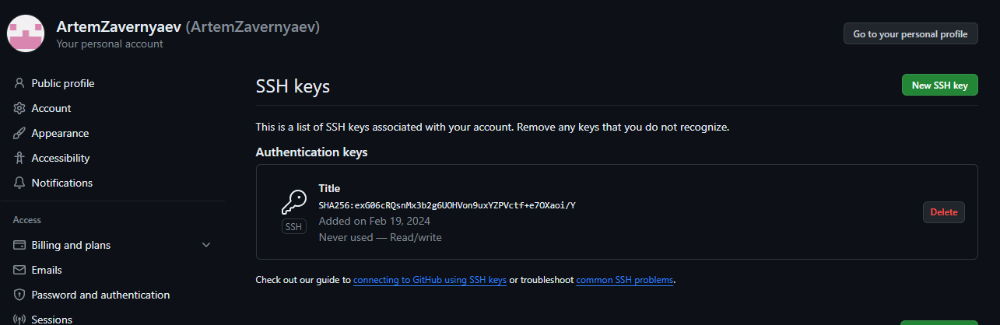 ArtemZavernyaev (ArtemZavernyaev)
Your personal account
Go to your personal profile
Public profile
Account
Appearance
Accessibility
Notifications
Access
Billing and plans
Emails
Password and authentication
Sessions
SSH keys
New SSH key
This is a list of SSH keys associated with your account. Remove any keys that you do not recognize.
Authentication keys
Title
SHA256:exG06cRQsnMx3b2g6UOHVon9uxYZPVctf+e7OXaoi/Y
SSH
Added on Feb 19, 2024
Never used — Read/write
Delete
Check out our guide to connecting to GitHub using SSH keys or troubleshoot common SSH problems.